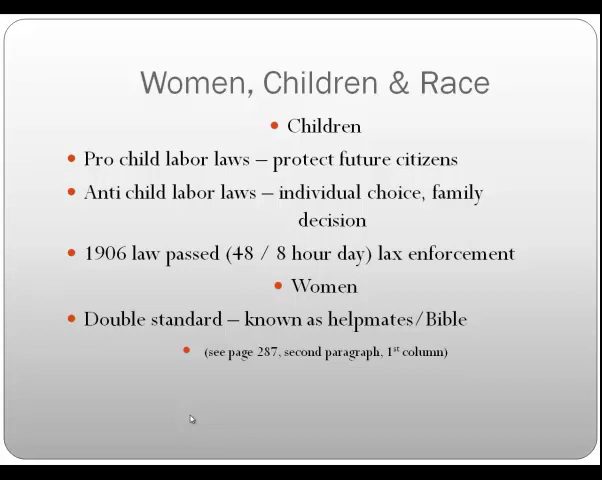 Women, Children & Race
• Children
• Pro child labor laws – protect future citizens
• Anti child labor laws – individual choice, family
decision
• 1906 law passed (48 / 8 hour day) lax enforcement
• Women
• Double standard – known as helpmates/Bible
• (see page 287, second paragraph, 1st column)